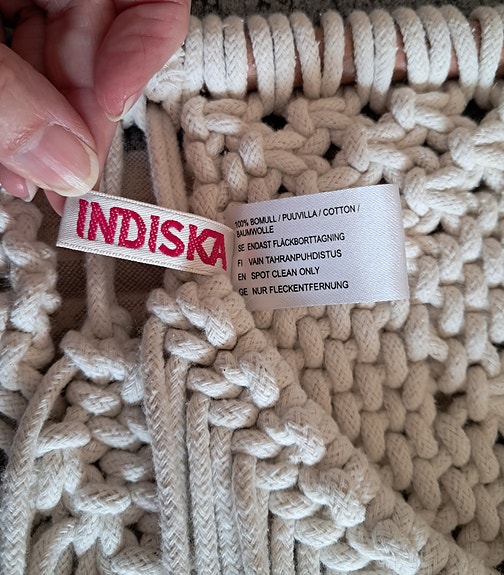 INDISKA
100% BOMULL / PUUVILLA / COTTON /
BAUMWOLLE
SE ENDAST FLÄCKBORTTAGNING
FI VAIN TAHRANPUHDISTUS
EN SPOT CLEAN ONLY
GE NUR FLECKENTFERNUNG